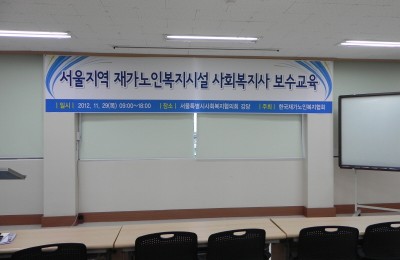 서울지역 재가노인복지시설 사회복지사 보수교육
| 일시 | 2012. 11. 29(목) 09:00~18:00 | 장소 | 서울특별시사회복지협의회 강당 | 주최 | 한국재가노인복지협회